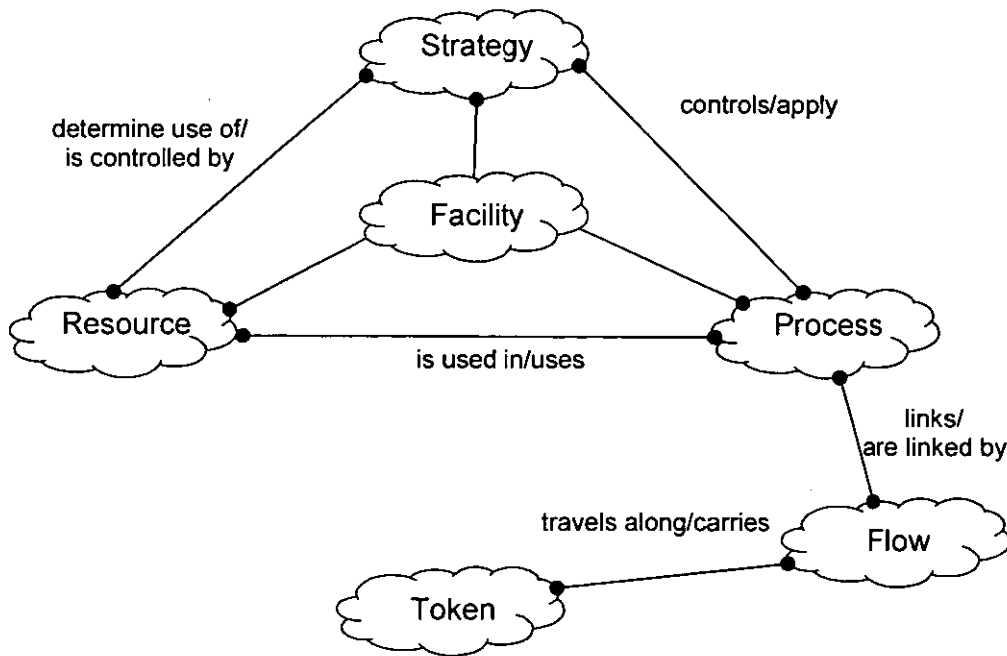 Strategy
controls/apply
determine use of/
is controlled by
Facility
Resource
Process
is used in/uses
links/
are linked by
travels along/carries
Flow
Token